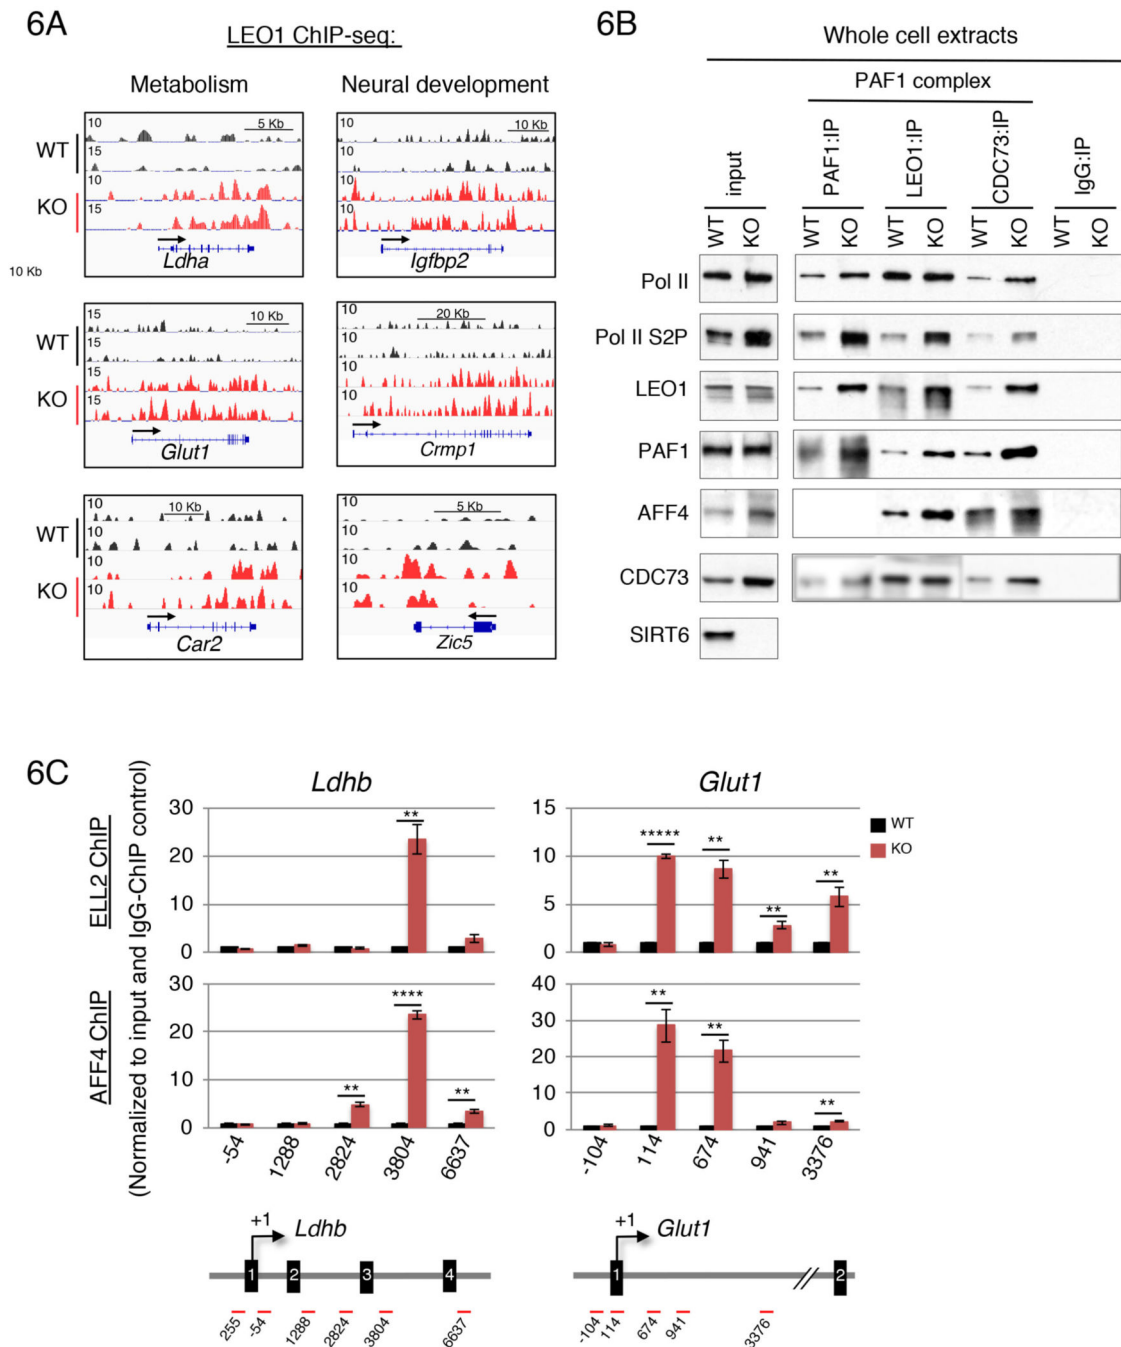 6A
LEO1 ChIP-seq:
Metabolism
Neural development
10
5 Kb
WT
15
10
KO
15
Ldha
10 Kb
10
10 Kb
10
10
10
Igfbp2
15
10 Kb
WT
15
15
KO
15
Glut1
10
20 Kb
10
10
10
Crmp1
10
10 Kb
WT
10
10
KO
10
Car2
10
5 Kb
10
10
10
Zic5
6B
Whole cell extracts
PAF1 complex
input
PAF1:IP
LEO1:IP
CDC73:IP
IgG:IP
WT KO WT KO WT KO WT KO WT KO
Pol II
Pol II S2P
LEO1
PAF1
AFF4
CDC73
SIRT6
6C
Ldhb
Glut1
(Normalized to input and IgG-ChIP control)
ELL2 ChIP
30
20
10
0
**
15
10
5
0
*****
**
**
**
WT
KO
AFF4 ChIP
30
20
10
0
**
****
**
-54 1288 2824 3804 6637
40
30
20
10
0
**
**
**
-104 114 674 941 3376
+1 Ldhb
1 2 3 4
255 -54 1288 2824 3804 6637
+1 Glut1
1 // 2
-104 114 674 941 3376